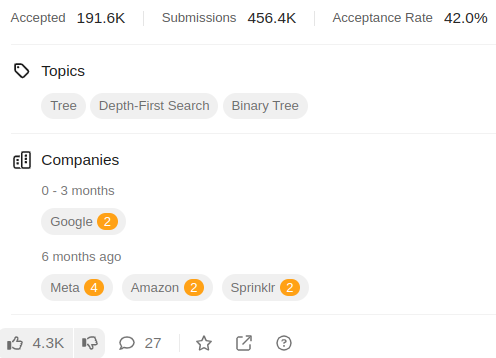 Accepted 191.6K Submissions 456.4K Acceptance Rate 42.0%
Topics
Tree Depth-First Search Binary Tree
Companies
0 - 3 months
Google 2
6 months ago
Meta 4 Amazon 2 Sprinklr 2
4.3K 27